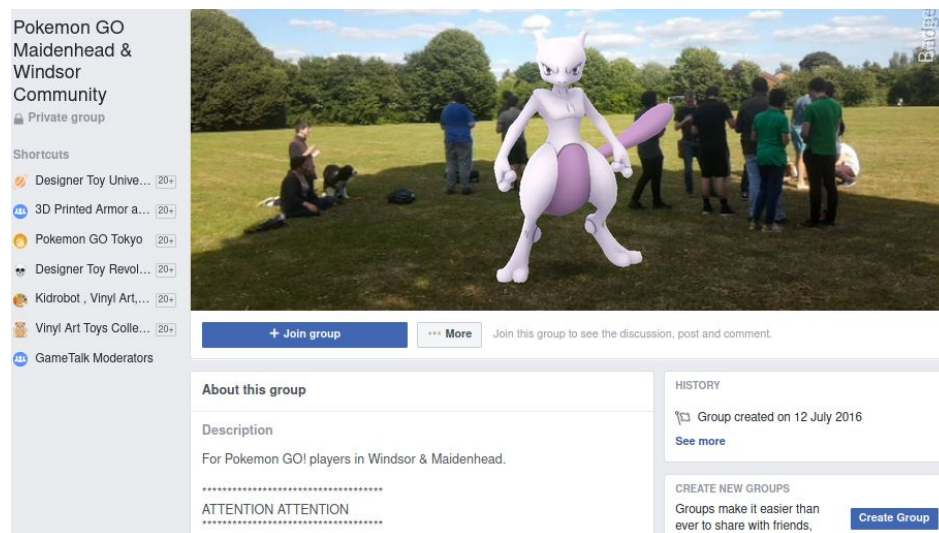 Pokemon GO
Maidenhead &
Windsor
Community
Private group
Shortcuts
Designer Toy Unive... 20+
3D Printed Armor a... 20+
Pokemon GO Tokyo 20+
Designer Toy Revol... 20+
Kidrobot , Vinyl Art,... 20+
Vinyl Art Toys Colle... 20+
GameTalk Moderators
Badge
+ Join group
••• More
Join this group to see the discussion, post and comment.
About this group
Description
For Pokemon GO! players in Windsor & Maidenhead.
************************************
ATTENTION ATTENTION
************************************
HISTORY
Group created on 12 July 2016
See more
CREATE NEW GROUPS
Groups make it easier than
ever to share with friends,
Create Group